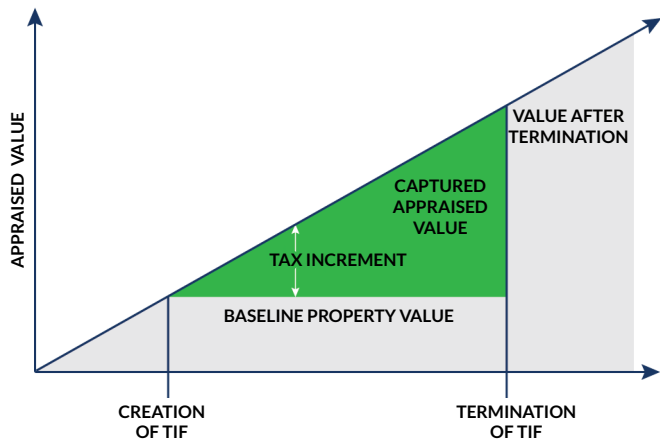 APPRAISED VALUE
VALUE AFTER
TERMINATION
CAPTURED
APPRAISED
VALUE
TAX INCREMENT
BASELINE PROPERTY VALUE
CREATION
OF TIF
TERMINATION
OF TIF